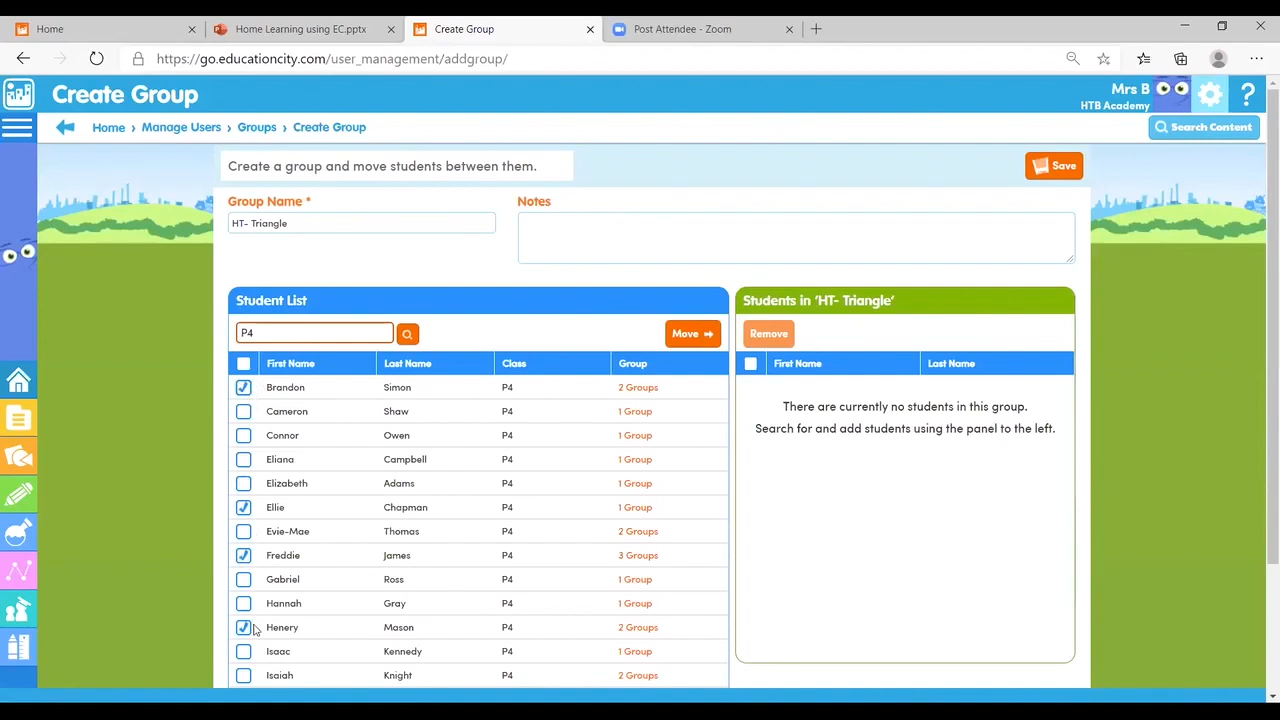 Home
Home Learning using EC.pptx
Create Group
Post Attendee - Zoom
https://go.educationcity.com/user_management/addgroup/
Create Group
Mrs B
HTB Academy
?
Home › Manage Users › Groups › Create Group
Search Content
Create a group and move students between them.
Save
Group Name *
Notes
HT- Triangle
Student List
Students in 'HT- Triangle'
P4
Move
Remove
First Name Last Name Class Group
First Name Last Name
Brandon Simon P4 2 Groups
Cameron Shaw P4 1 Group
There are currently no students in this group.
Search for and add students using the panel to the left.
Connor Owen P4 1 Group
Eliana Campbell P4 1 Group
Elizabeth Adams P4 1 Group
Ellie Chapman P4 1 Group
Evie-Mae Thomas P4 2 Groups
Freddie James P4 3 Groups
Gabriel Ross P4 1 Group
Hannah Gray P4 1 Group
Henery Mason P4 2 Groups
Isaac Kennedy P4 1 Group
Isaiah Knight P4 2 Groups